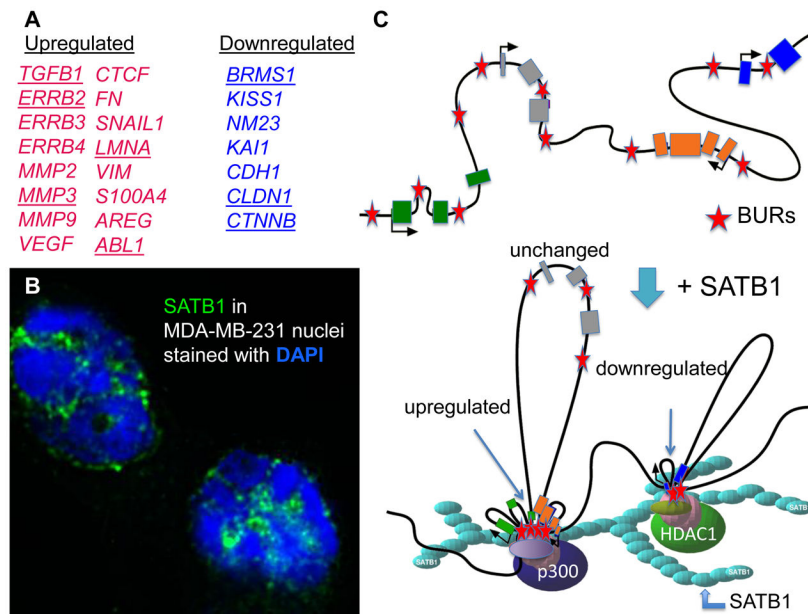 A
Upregulated
Downregulated
TGFB1 CTCF
BRMS1
ERRB2 FN
KISS1
ERRB3 SNAIL1
NM23
ERRB4 LMNA
KAI1
MMP2 VIM
CDH1
MMP3 S100A4
CLDN1
MMP9 AREG
CTNNB
VEGF ABL1
B
SATB1 in
MDA-MB-231 nuclei
stained with DAPI
C
BURs
unchanged
+ SATB1
downregulated
upregulated
SATB1
HDAC1
SATB1
p300
SATB1
SATB1